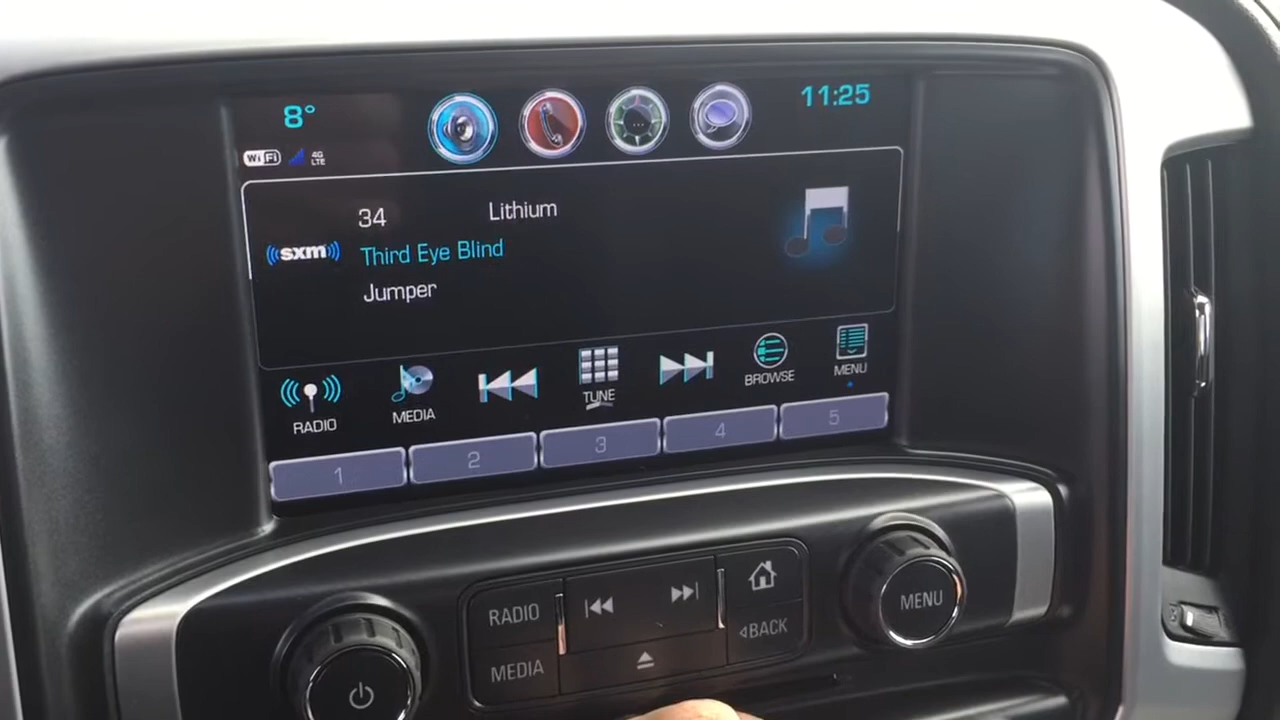 8°
11:25
WiFi 4G LTE
34 Lithium
sxm
Third Eye Blind
Jumper
RADIO
MEDIA
TUNE
BROWSE
MENU
1
2
3
4
5
RADIO
MEDIA
BACK
MENU